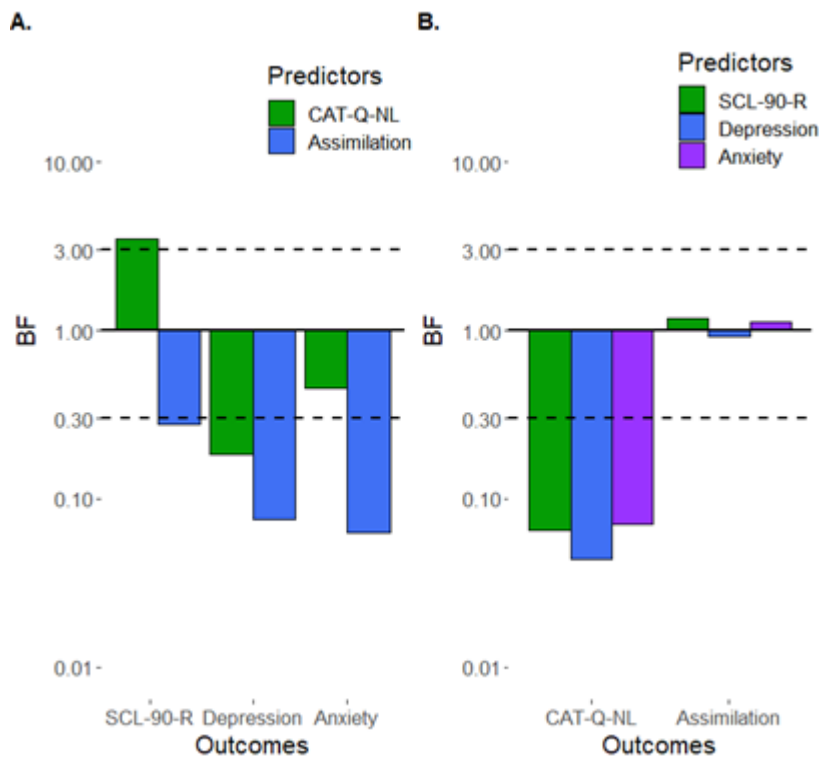 A.
Predictors
CAT-Q-NL
Assimilation
10.00
3.00
1.00
0.30
0.10
0.01
BF
SCL-90-R Depression Anxiety
Outcomes
B.
Predictors
SCL-90-R
Depression
Anxiety
10.00
3.00
1.00
0.30
0.10
0.01
BF
CAT-Q-NL Assimilation
Outcomes